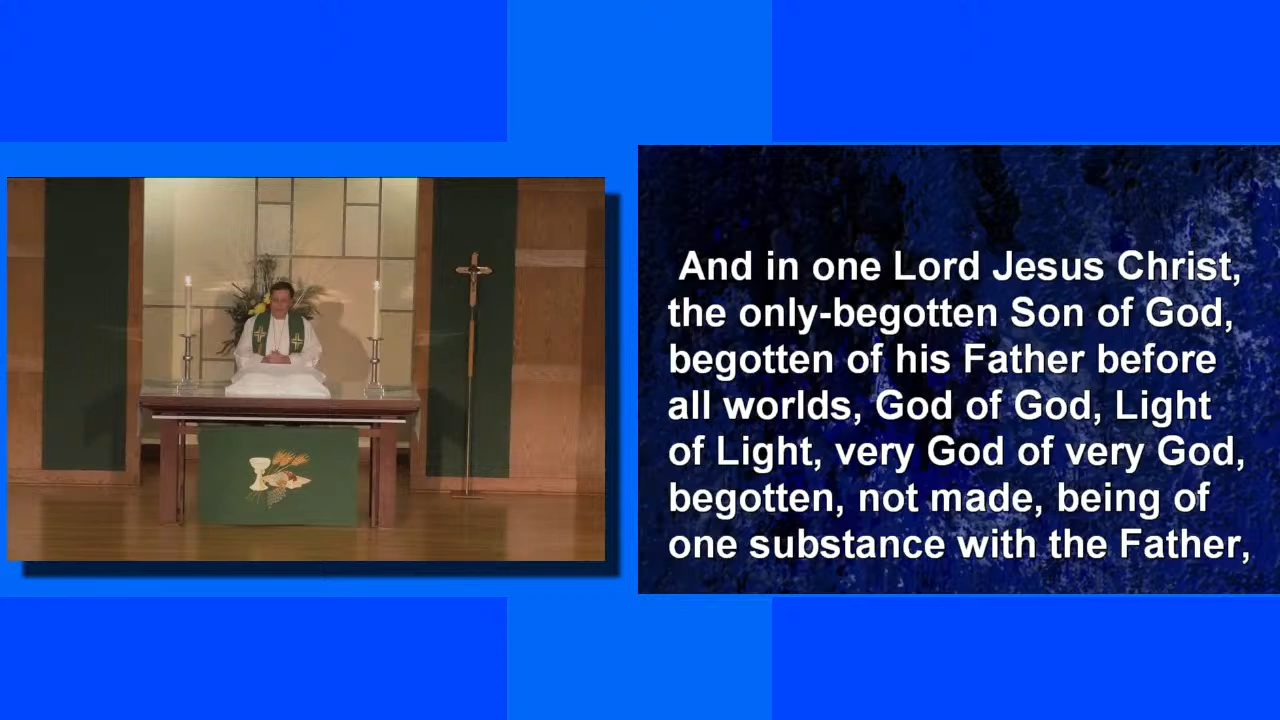 And in one Lord Jesus Christ,
the only-begotten Son of God,
begotten of his Father before
all worlds, God of God, Light
of Light, very God of very God,
begotten, not made, being of
one substance with the Father,